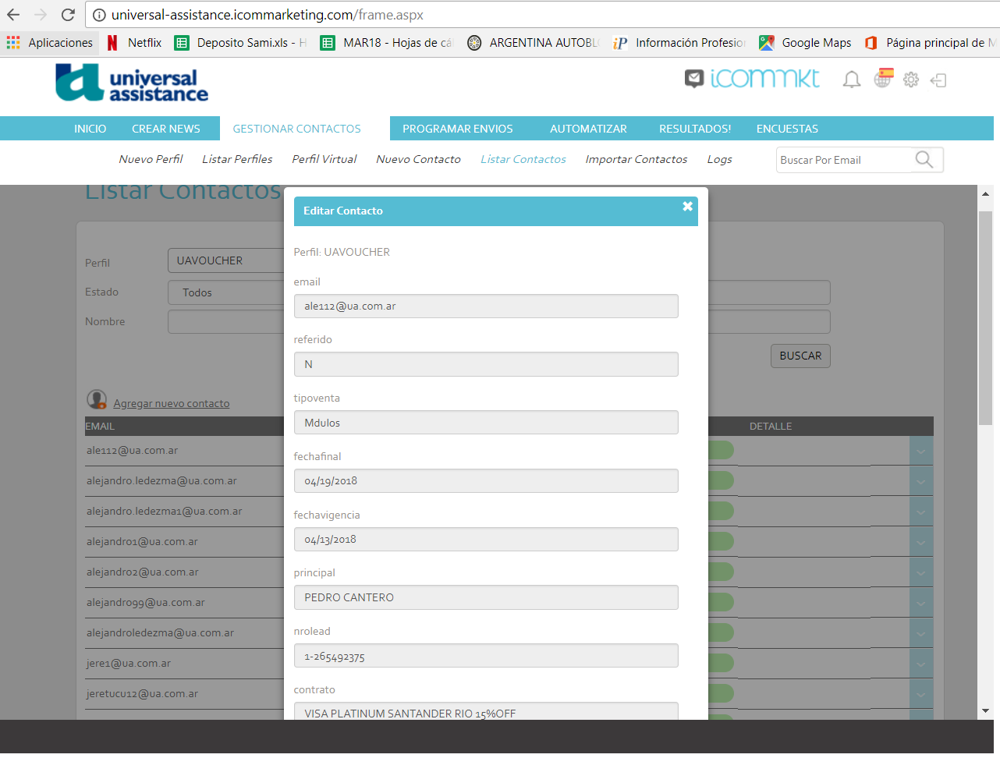 universal-assistance.icommarketing.com/frame.aspx
Aplicaciones Netflix Deposito Sami.xls - H MAR18 - Hojas de cá ARGENTINA AUTOBL iP Información Profesio Google Maps Página principal de M
universal
assistance
icommkt
INICIO CREAR NEWS GESTIONAR CONTACTOS PROGRAMAR ENVIOS AUTOMATIZAR RESULTADOS! ENCUESTAS
Nuevo Perfil Listar Perfiles Perfil Virtual Nuevo Contacto Listar Contactos Importar Contactos Logs Buscar Por Email
Listar Contactos
Editar Contacto
Perfil: UAVOUCHER
Perfil UAVOUCHER
Estado Todos
Nombre
BUSCAR
email
ale112@ua.com.ar
referido
N
tipoventa
Mdulos
fechafinal
04/19/2018
fechavigencia
04/13/2018
principal
PEDRO CANTERO
nrolead
1-265492375
contrato
VISA PLATINUM SANTANDER RIO 15%OFF
Agregar nuevo contacto
EMAIL DETALLE
ale112@ua.com.ar
alejandro.ledezma@ua.com.ar
alejandro.ledezma1@ua.com.ar
alejandro1@ua.com.ar
alejandro2@ua.com.ar
alejandro99@ua.com.ar
alejandroledezma@ua.com.ar
jere1@ua.com.ar
jeretucu12@ua.com.ar